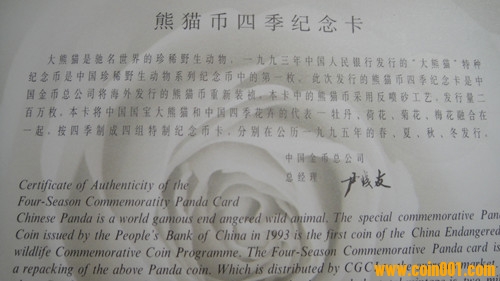 熊猫币四季纪念卡
大熊猫是驰名世界的珍稀野生动物，一九九三年中国人民银行发行的“大熊猫”特种
纪念币是中国珍稀野生动物系列纪念币中的第一枚。此次发行的熊猫币四季纪念卡是中
国金币总公司将海外发行的熊猫币重新装祯。本卡中的熊猫币采用反喷砂工艺。发行量二
百万枚。本卡将中国国宝大熊猫和中国四季花卉的代表一牡丹、荷花、菊花、梅花融合在
一起。按四季制成四组特制纪念币卡，分别在公历一九九五年的春、夏、秋、冬发行。
中国金币总公司
总经理
Certificate of Authenticity of the
Four-Season Commemorative Panda Card
Chinese Panda is a world gamous end angered wild animal. The special commemorative Pan
Coin issued by the People's Bank of China in 1993 is the first coin of the China Endangered
wildlife Commemorative Coin Programme. The Four-Season Commemorative Panda card is
a repacking of the above Panda coin. Which is distributed by CGCI
market
www.coin001.com